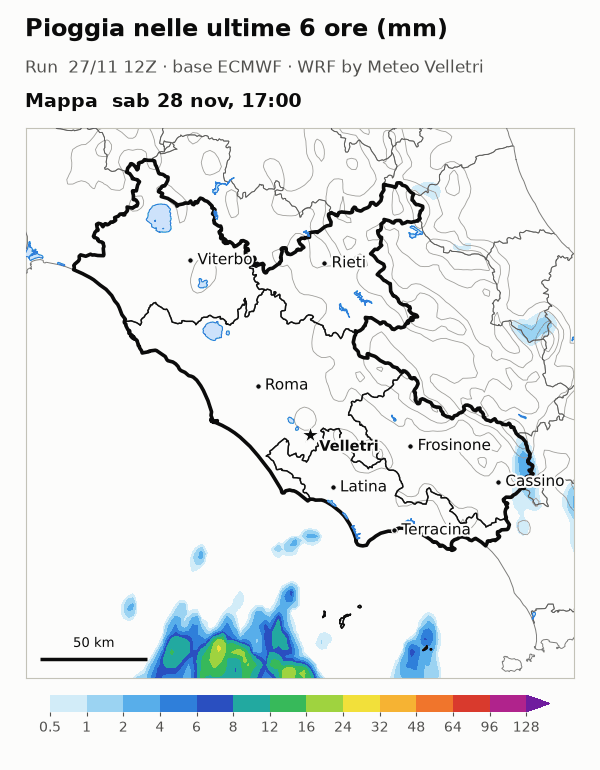 Pioggia nelle ultime 6 ore (mm)
Run  27/11 12Z · base ECMWF · WRF by Meteo Velletri
Mappa  sab 28 nov, 17:00
Viterbo
Rieti
Roma
Velletri
Frosinone
Cassino
Latina
Terracina
50 km
0.5 1 2 4 6 8 12 16 24 32 48 64 96 128